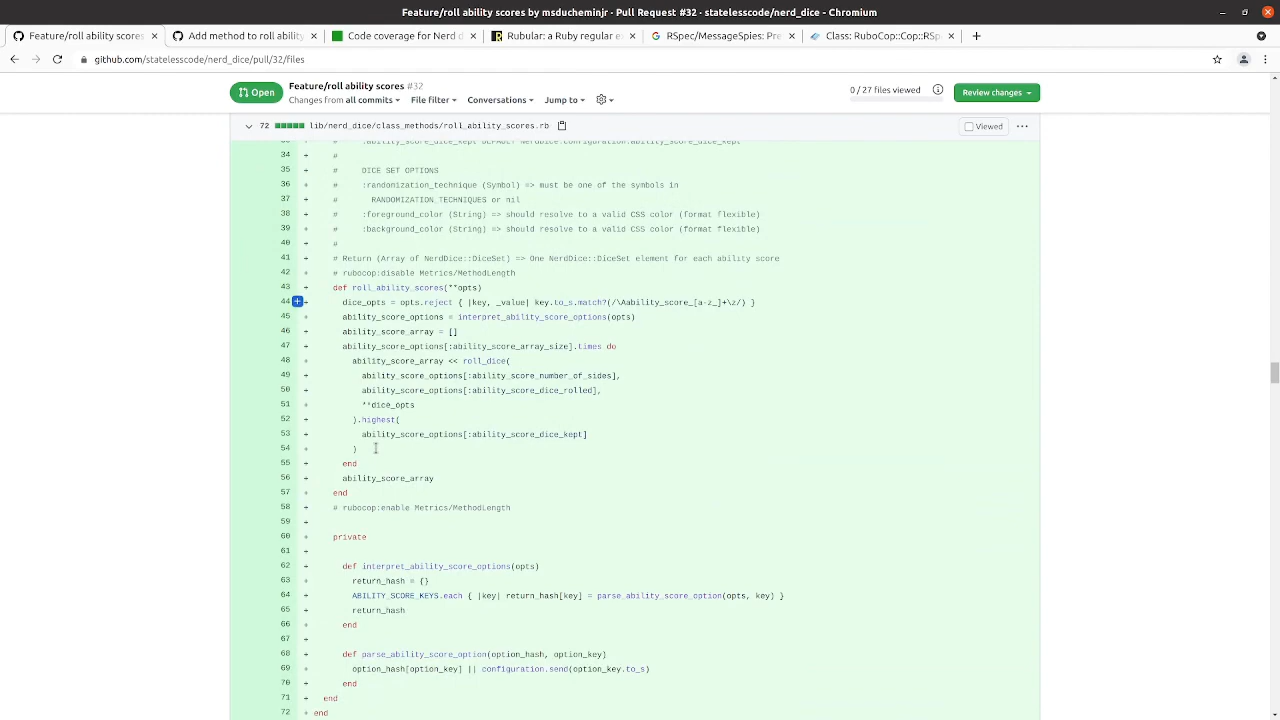 Feature/roll ability scores by msducheminjr - Pull Request #32 - statelesscode/nerd_dice - Chromium
Feature/roll ability scores
Add method to roll ability
Code coverage for Nerd d
Rubular: a Ruby regular e
RSpec/MessageSpies: Pre
Class: RuboCop::Cop::RSp
github.com/statelesscode/nerd_dice/pull/32/files
Open
Feature/roll ability scores #32
Changes from all commits
File filter
Conversations
Jump to
0 / 27 files viewed
Review changes
72 lib/nerd_dice/class_methods/roll_ability_scores.rb
Viewed
33 + # :ability_score_dice_kept DEFAULT NerdDice.configuration.ability_score_dice_kept
34 + #
35 + # DICE SET OPTIONS
36 + # :randomization_technique (Symbol) => must be one of the symbols in
37 + # RANDOMIZATION_TECHNIQUES or nil
38 + # :foreground_color (String) => should resolve to a valid CSS color (format flexible)
39 + # :background_color (String) => should resolve to a valid CSS color (format flexible)
40 + #
41 + # Return (Array of NerdDice::DiceSet) => One NerdDice::DiceSet element for each ability score
42 + # rubocop:disable Metrics/MethodLength
43 + def roll_ability_scores(**opts)
44 + dice_opts = opts.reject { |key, _value| key.to_s.match?(/\Aability_score_[a-z_]+\z/) }
45 + ability_score_options = interpret_ability_score_options(opts)
46 + ability_score_array = []
47 + ability_score_options[:ability_score_array_size].times do
48 + ability_score_array << roll_dice(
49 + ability_score_options[:ability_score_number_of_sides],
50 + ability_score_options[:ability_score_dice_rolled],
51 + **dice_opts
52 + ).highest(
53 + ability_score_options[:ability_score_dice_kept]
54 + )
55 + end
56 + ability_score_array
57 + end
58 + # rubocop:enable Metrics/MethodLength
59 +
60 + private
61 +
62 + def interpret_ability_score_options(opts)
63 + return_hash = {}
64 + ABILITY_SCORE_KEYS.each { |key| return_hash[key] = parse_ability_score_option(opts, key) }
65 + return_hash
66 + end
67 +
68 + def parse_ability_score_option(option_hash, option_key)
69 + option_hash[option_key] || configuration.send(option_key.to_s)
70 + end
71 + end
72 + end